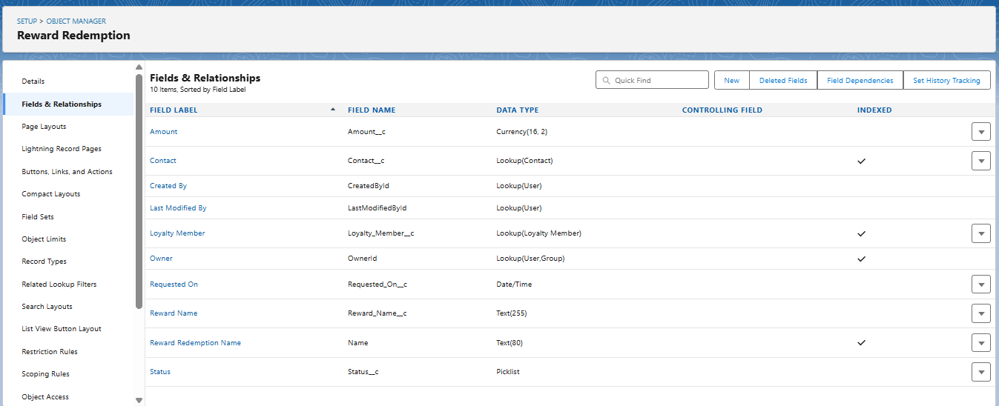 SETUP > OBJECT MANAGER
Reward Redemption
Details
Fields & Relationships
Page Layouts
Lightning Record Pages
Buttons, Links, and Actions
Compact Layouts
Field Sets
Object Limits
Record Types
Related Lookup Filters
Search Layouts
List View Button Layout
Restriction Rules
Scoping Rules
Object Access
Fields & Relationships
10 Items, Sorted by Field Label
Quick Find
New
Deleted Fields
Field Dependencies
Set History Tracking
FIELD LABEL FIELD NAME DATA TYPE CONTROLLING FIELD INDEXED
Amount Amount__c Currency(16, 2)
Contact Contact__c Lookup(Contact)
Created By CreatedById Lookup(User)
Last Modified By LastModifiedById Lookup(User)
Loyalty Member Loyalty_Member__c Lookup(Loyalty Member)
Owner OwnerId Lookup(User,Group)
Requested On Requested_On__c Date/Time
Reward Name Reward_Name__c Text(255)
Reward Redemption Name Name Text(80)
Status Status__c Picklist